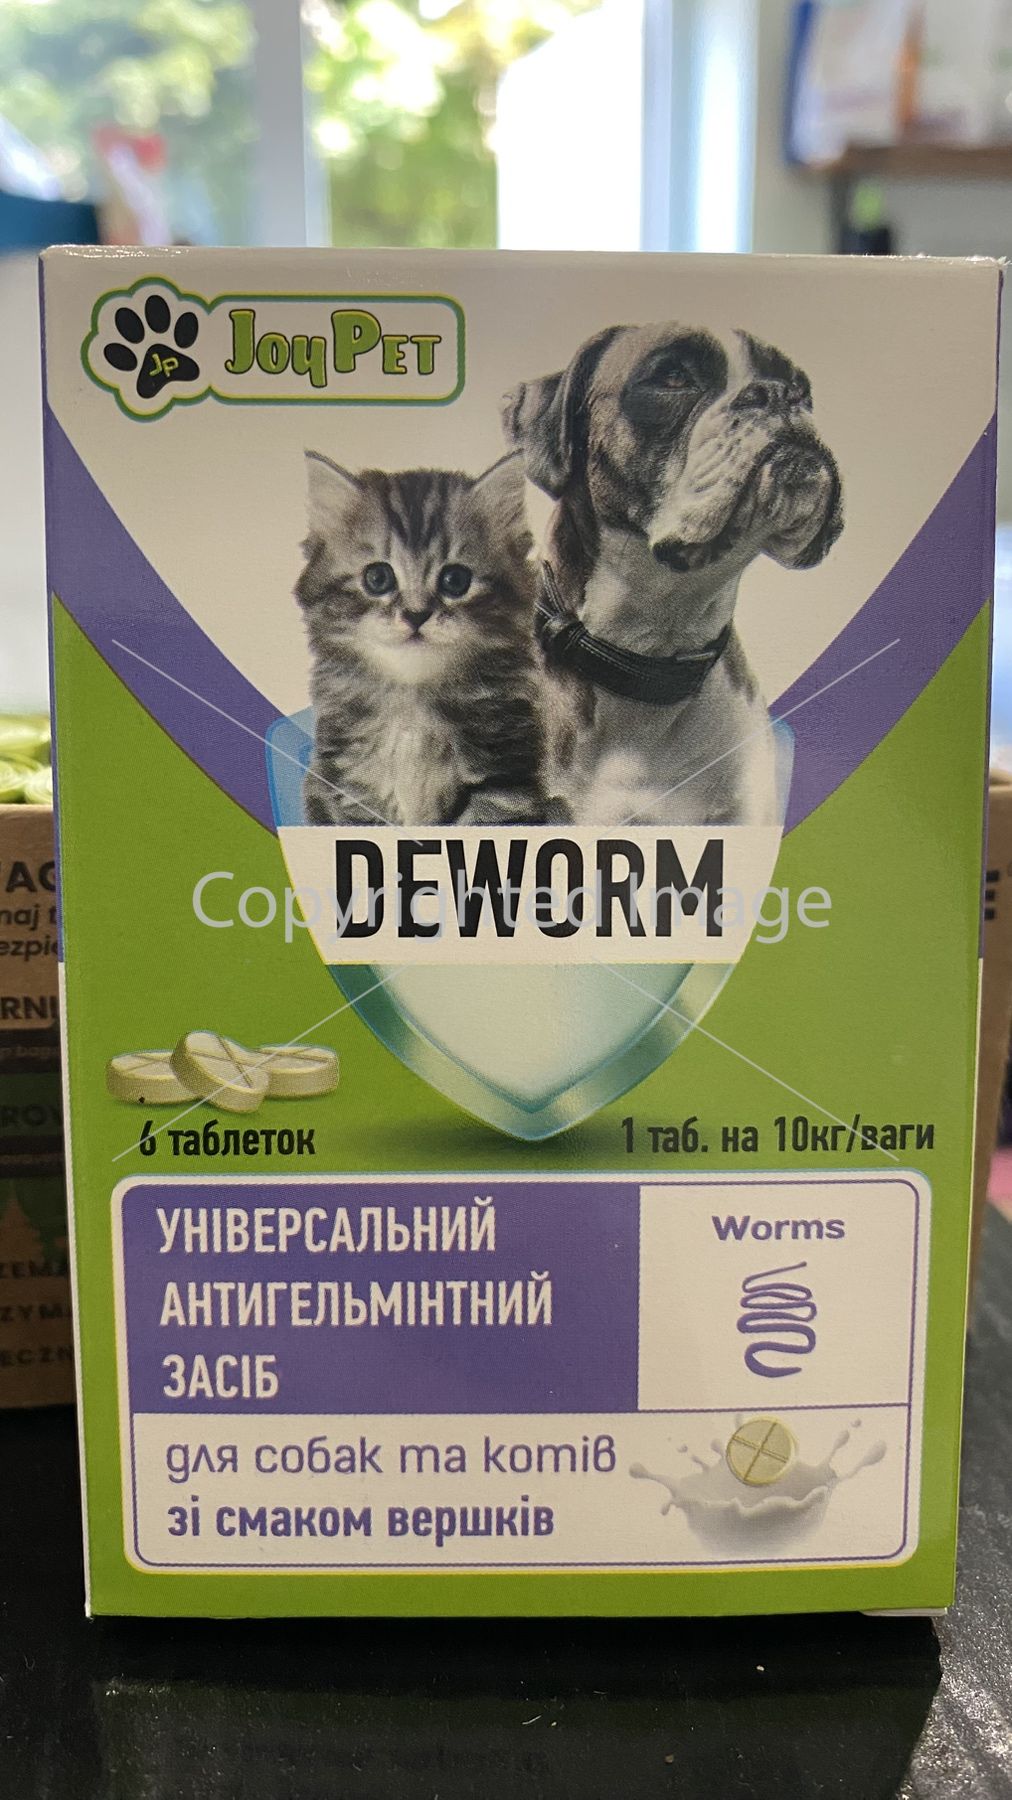 JP
JoyPet
DEWORM
Copyrighted Image
6 таблеток
1 таб. на 10кг/ваги
УНІВЕРСАЛЬНИЙ
АНТИГЕЛЬМІНТНИЙ
ЗАСІБ
Worms
для собак та котів
зі смаком вершків